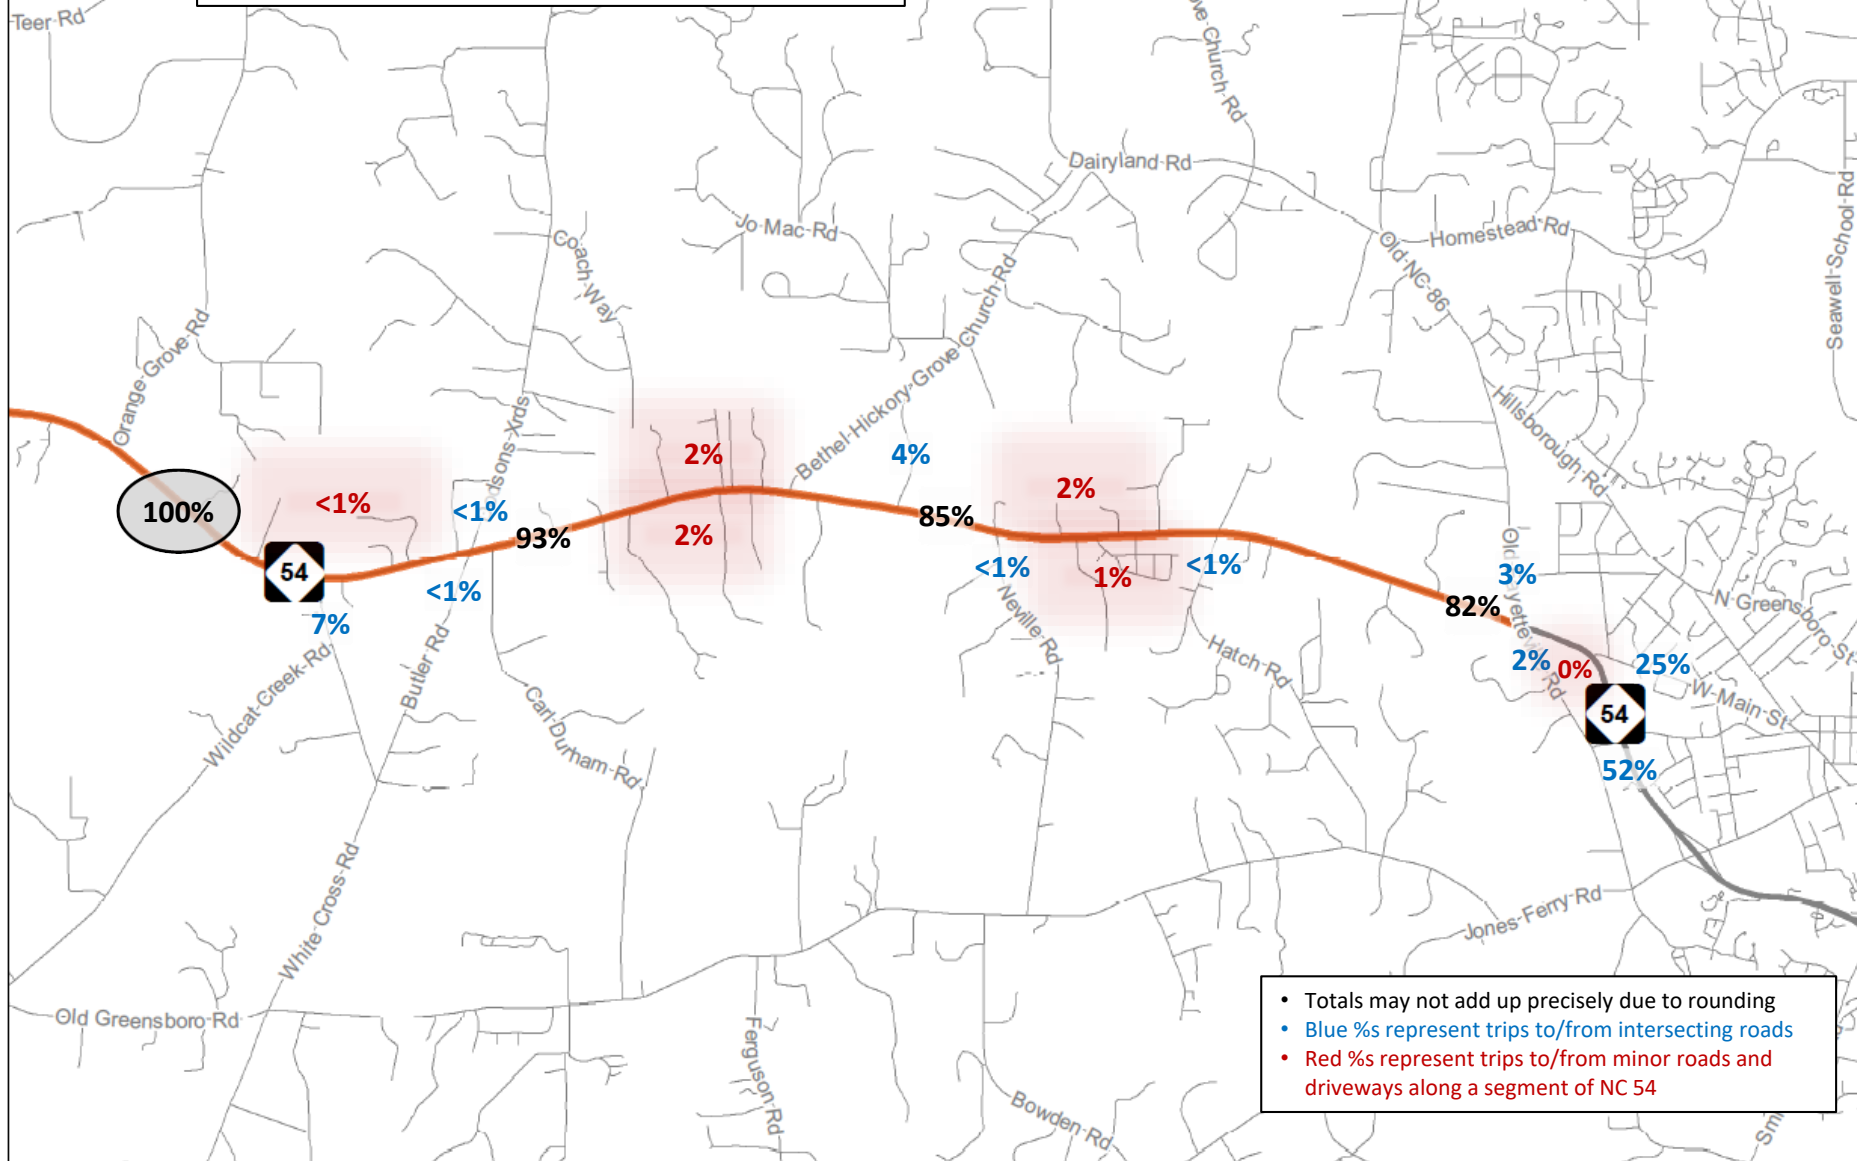 Teer Rd
ove Church Rd
Dairyland Rd
Seawell School Rd
Jo Mac Rd
Homestead Rd
Coach Way
Old NC 86
Orange Grove Rd
Bethel Hickory Grove Church Rd
Hillsborough Rd
dsons Xrds
2%
4%
2%
100%
<1%
<1%
85%
93%
2%
54
<1%
1%
<1%
3%
<1%
82%
N Greensboro St
7%
Neville Rd
Hatch Rd
2%
0%
25%
Wildcat Creek Rd
Butler Rd
Carl Durham Rd
W Main St
54
52%
White Cross Rd
Jones Ferry Rd
Old Greensboro Rd
Ferguson Rd
Bowden Rd
• Totals may not add up precisely due to rounding
• Blue %s represent trips to/from intersecting roads
• Red %s represent trips to/from minor roads and
driveways along a segment of NC 54